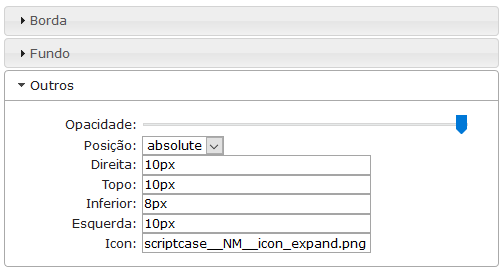 Borda
Fundo
Outros
Opacidade:
Posição: absolute
Direita: 10px
Topo: 10px
Inferior: 8px
Esquerda: 10px
Icon: scriptcase__NM__icon_expand.png